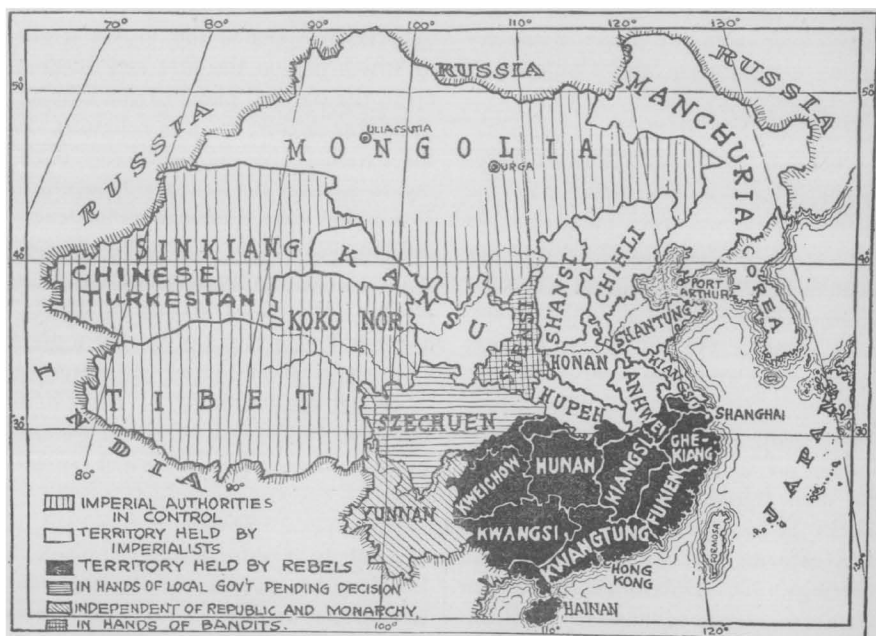 70°
80°
90°
100°
110°
120°
130°
50°
RUSSIA
RUSSIA
RUSSIA
MANCHURIA
ULIASSUTIA
MONGOLIA
URGA
SINKIANG
CHINESE
TURKESTAN
KANSU
40°
40°
KOKO NOR
SHENSI
SHANSI
CHIHLI
SHANTUNG
PORT
ARTHUR
COREA
TIBET
INDIA
HONAN
KIANGSU
ANHWEI
HUPEH
SZECHUEN
SHANGHAI
JAPAN
30°
80°
90°
KWEICHOW
HUNAN
KIANGSI
CHE-
KIANG
FUKIEN
YUNNAN
KWANGSI
KWANGTUNG
FORMOSA
HONG
KONG
HAINAN
100°
110°
120°
IMPERIAL AUTHORITIES
IN CONTROL
TERRITORY HELD BY
IMPERIALISTS
TERRITORY HELD BY REBELS
IN HANDS OF LOCAL GOV'T PENDING DECISION
INDEPENDENT OF REPUBLIC AND MONARCHY.
IN HANDS OF BANDITS.